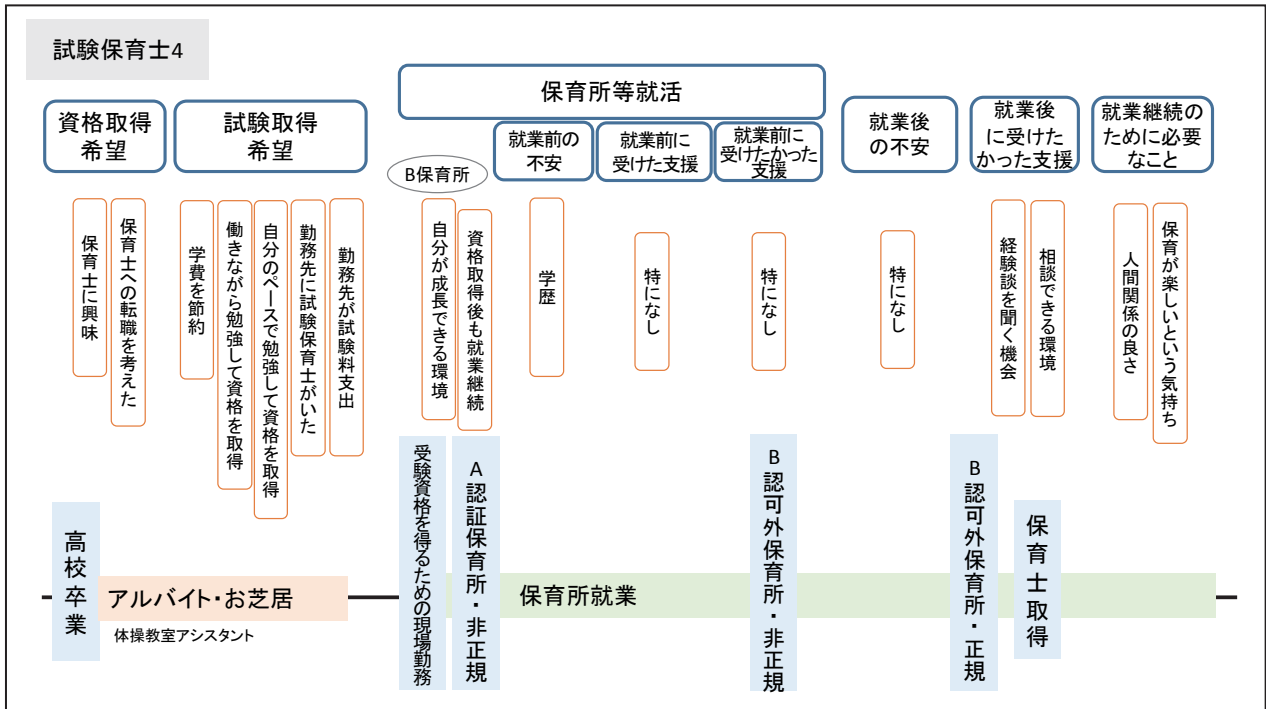 試験保育士4
資格取得
希望
試験取得
希望
保育所等就活
B保育所
就業前の
不安
就業前に
受けた支援
就業前に
受けたかった
支援
就業後
の不安
就業後
に受けた
かった支援
就業継続の
ために必要
なこと
保育士に興味
保育士への転職を考えた
学費を節約
働きながら勉強して資格を取得
自分のペースで勉強して資格を取得
勤務先に試験保育士がいた
勤務先が試験料支出
自分が成長できる環境
資格取得後も就業継続
学歴
特になし
特になし
特になし
経験談を聞く機会
相談できる環境
人間関係の良さ
保育が楽しいという気持ち
高校卒業
アルバイト・お芝居
体操教室アシスタント
受験資格を得るための現場勤務
A認証保育所・非正規
保育所就業
B認可外保育所・非正規
B認可外保育所・正規
保育士取得